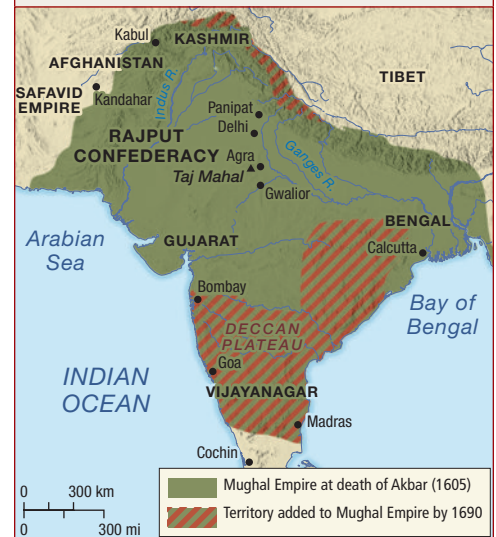 Kabul
KASHMIR
AFGHANISTAN
TIBET
SAFAVID
EMPIRE
Kandahar
Indus R.
Panipat
Delhi
RAJPUT
CONFEDERACY
Agra
Taj Mahal
Ganges R.
Gwalior
BENGAL
Arabian
Sea
GUJARAT
Calcutta
Bombay
Bay of
Bengal
DECCAN
PLATEAU
INDIAN
OCEAN
Goa
VIJAYANAGAR
Madras
Cochin
0 300 km
0 300 mi
Mughal Empire at death of Akbar (1605)
Territory added to Mughal Empire by 1690